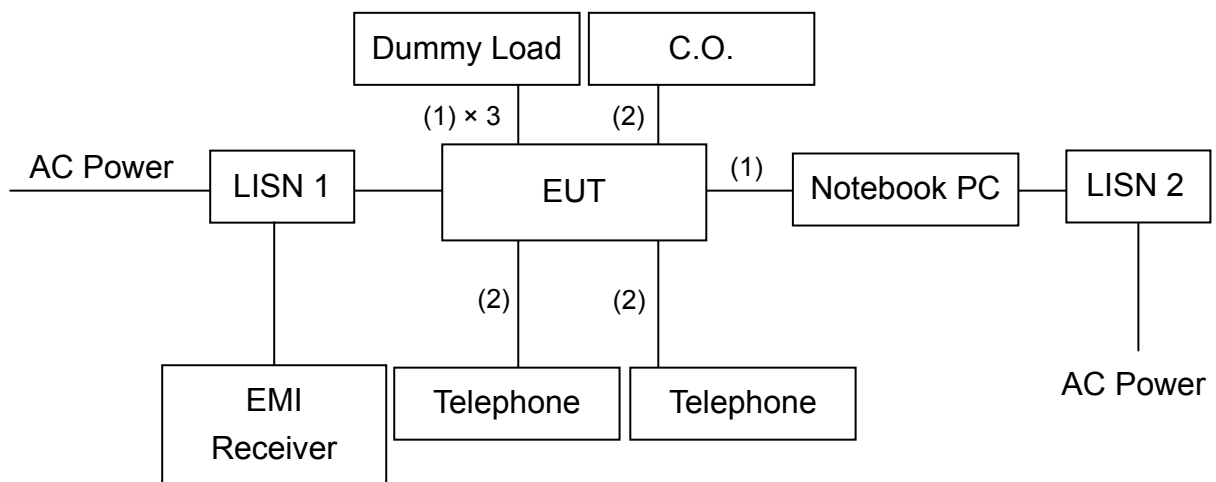 Dummy Load
C.O.
(1) × 3
(2)
AC Power
LISN 1
EUT
(1)
Notebook PC
LISN 2
(2)
(2)
EMI
Receiver
Telephone
Telephone
AC Power